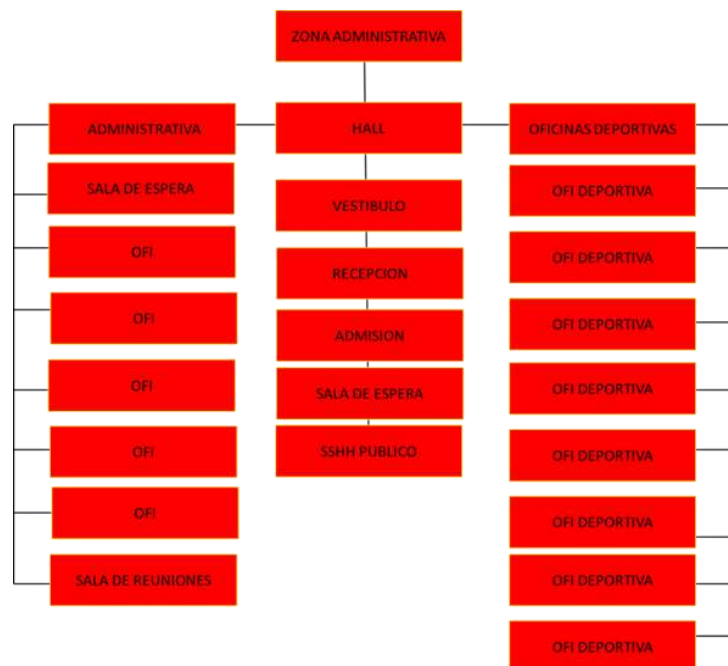 ZONA ADMINISTRATIVA
ADMINISTRATIVA
HALL
OFICINAS DEPORTIVAS
SALA DE ESPERA
OFI
OFI
OFI
OFI
OFI
SALA DE REUNIONES
VESTIBULO
RECEPCION
ADMISION
SALA DE ESPERA
SSHH PUBLICO
OFI DEPORTIVA
OFI DEPORTIVA
OFI DEPORTIVA
OFI DEPORTIVA
OFI DEPORTIVA
OFI DEPORTIVA
OFI DEPORTIVA
OFI DEPORTIVA